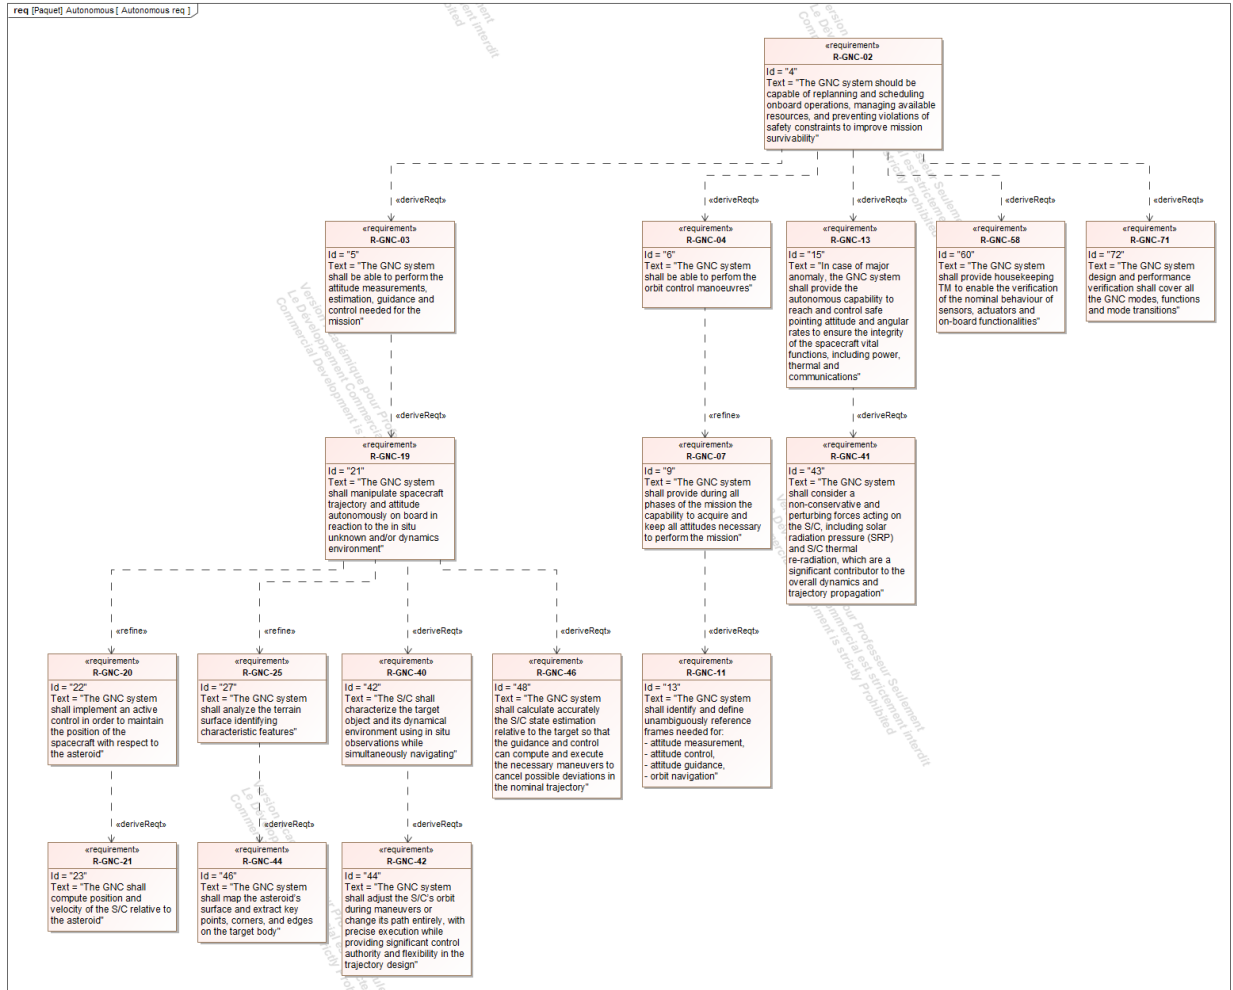 req [Paquet] Autonomous [ Autonomous req ]
«requirement»
R-GNC-02
Id = "4"
Text = "The GNC system should be
capable of replanning and scheduling
onboard operations, managing available
resources, and preventing violations of
safety constraints to improve mission
survivability"
«deriveReqt»
«deriveReqt»
«deriveReqt»
«deriveReqt»
«deriveReqt»
«requirement»
R-GNC-03
Id = "5"
Text = "The GNC system
shall be able to perform the
attitude measurements,
estimation, guidance and
control needed for the
mission"
«requirement»
R-GNC-04
Id = "6"
Text = "The GNC system
shall be able to perfom the
orbit control manoeuvres"
«requirement»
R-GNC-13
Id = "15"
Text = "In case of major
anomaly, the GNC system
shall provide the
autonomous capability to
reach and control safe
pointing attitude and angular
rates to ensure the integrity
of the spacecraft vital
functions, including power,
thermal and
communications"
«requirement»
R-GNC-58
Id = "60"
Text = "The GNC system
shall provide housekeeping
TM to enable the verification
of the nominal behaviour of
sensors, actuators and
on-board functionalities"
«requirement»
R-GNC-71
Id = "72"
Text = "The GNC system
design and performance
verification shall cover all
the GNC modes, functions
and mode transitions"
«deriveReqt»
«refine»
«deriveReqt»
«requirement»
R-GNC-19
Id = "21"
Text = "The GNC system
shall manipulate spacecraft
trajectory and attitude
autonomously on board in
reaction to the in situ
unknown and/or dynamics
environment"
«requirement»
R-GNC-07
Id = "9"
Text = "The GNC system
shall provide during all
phases of the mission the
capability to acquire and
keep all attitudes necessary
to perform the mission"
«requirement»
R-GNC-41
Id = "43"
Text = "The GNC system
shall consider a
non-conservative and
perturbing forces acting on
the S/C, including solar
radiation pressure (SRP)
and S/C thermal
re-radiation, which are a
significant contributor to the
overall dynamics and
trajectory propagation"
«refine»
«refine»
«deriveReqt»
«deriveReqt»
«deriveReqt»
«requirement»
R-GNC-20
Id = "22"
Text = "The GNC system
shall implement an active
control in order to maintain
the position of the
spacecraft with respect to
the asteroid"
«requirement»
R-GNC-25
Id = "27"
Text = "The GNC system
shall analyze the terrain
surface identifying
characteristic features"
«requirement»
R-GNC-40
Id = "42"
Text = "The S/C shall
characterize the target
object and its dynamical
environment using in situ
observations while
simultaneously navigating"
«requirement»
R-GNC-46
Id = "48"
Text = "The GNC system
shall calculate accurately
the S/C state estimation
relative to the target so that
the guidance and control
can compute and execute
the necessary maneuvers to
cancel possible deviations in
the nominal trajectory"
«requirement»
R-GNC-11
Id = "13"
Text = "The GNC system
shall identify and define
unambiguously reference
frames needed for:
- attitude measurement,
- attitude control,
- attitude guidance,
- orbit navigation"
«deriveReqt»
«deriveReqt»
«deriveReqt»
«requirement»
R-GNC-21
Id = "23"
Text = "The GNC shall
compute position and
velocity of the S/C relative to
the asteroid"
«requirement»
R-GNC-44
Id = "46"
Text = "The GNC system
shall map the asteroid's
surface and extract key
points, corners, and edges
on the target body"
«requirement»
R-GNC-42
Id = "44"
Text = "The GNC system
shall adjust the S/C's orbit
during maneuvers or
change its path entirely, with
precise execution while
providing significant control
authority and flexibility in the
trajectory design"